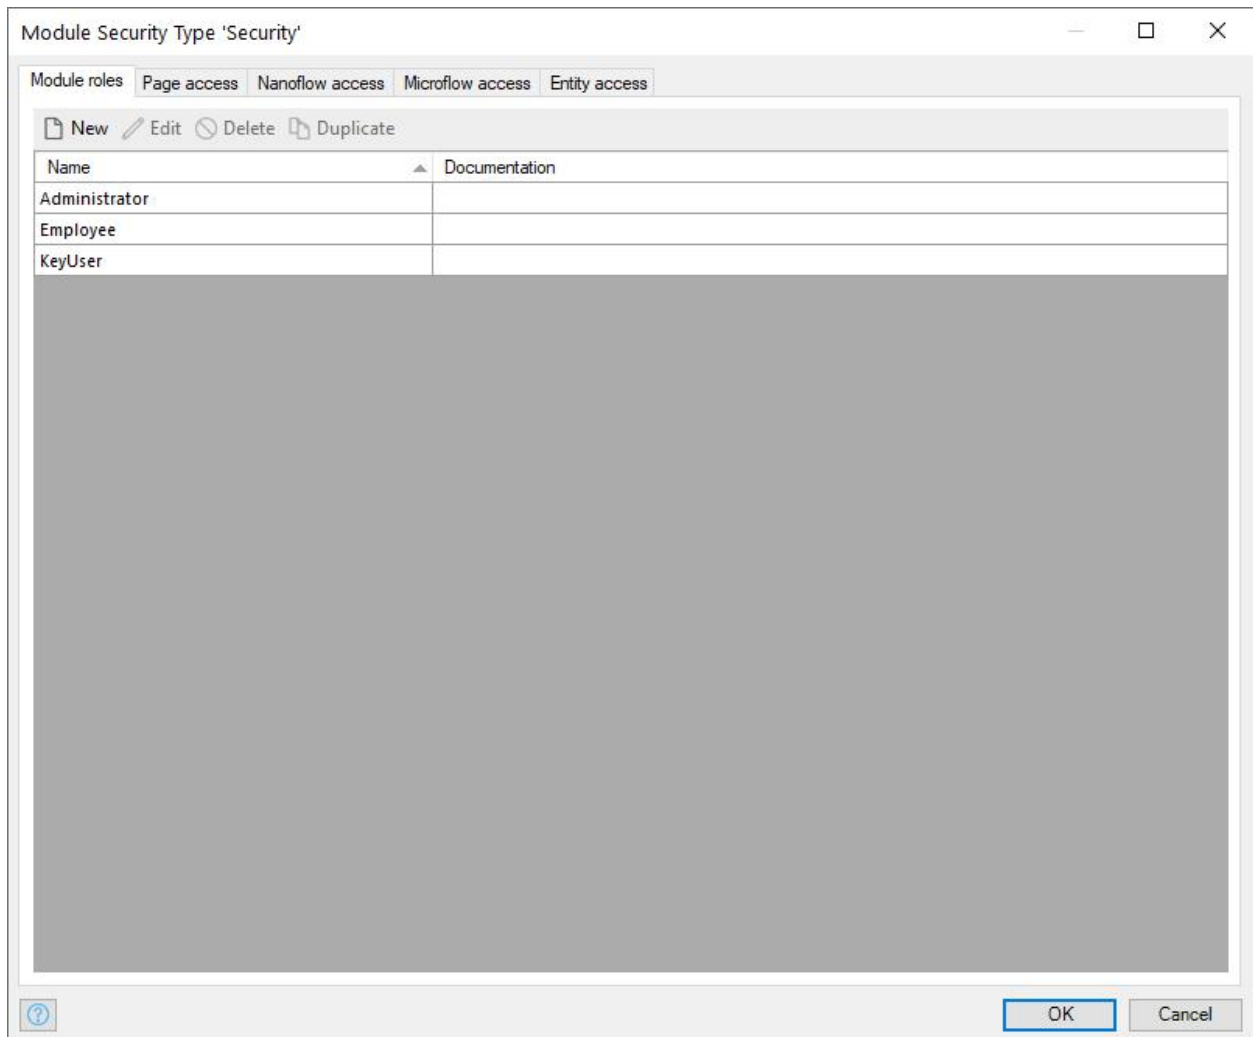 Module Security Type 'Security'
Module roles Page access Nanoflow access Microflow access Entity access
New Edit Delete Duplicate
Name Documentation
Administrator
Employee
KeyUser
? OK Cancel